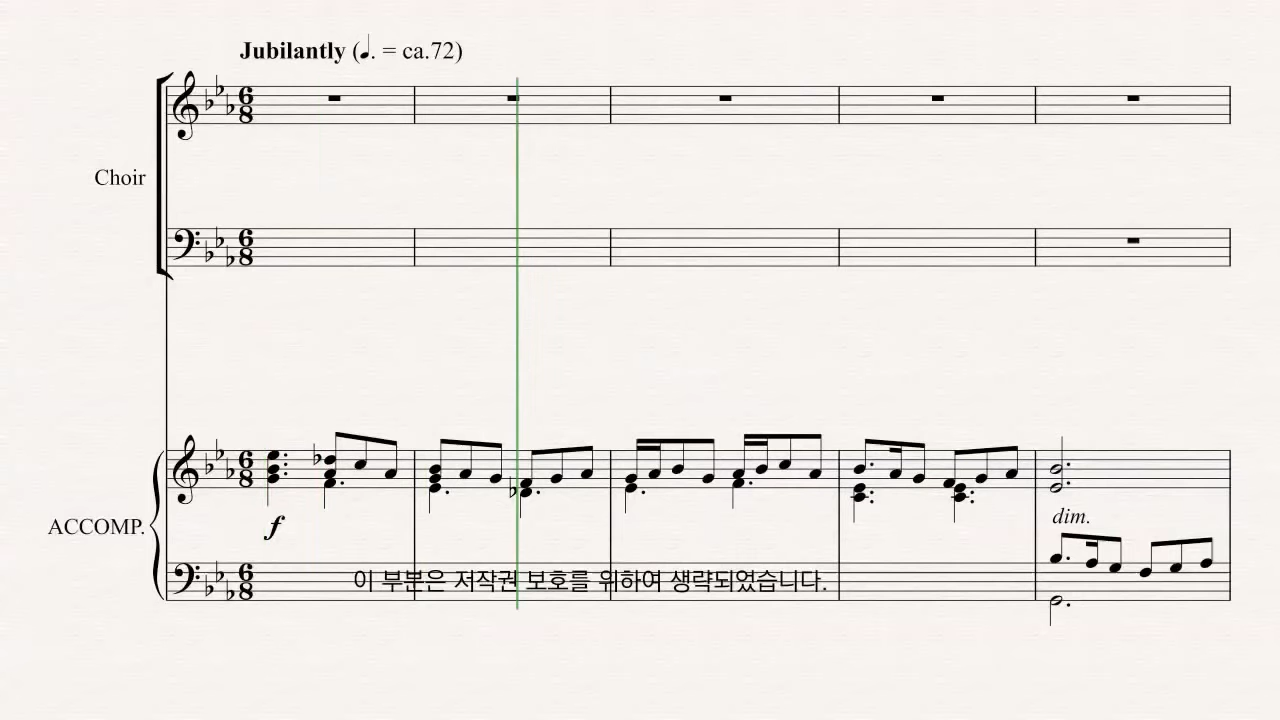 Jubilantly (♩. = ca.72)
Choir
f
ACCOMP.
dim.
이 부분은 저작권 보호를 위하여 생략되었습니다.